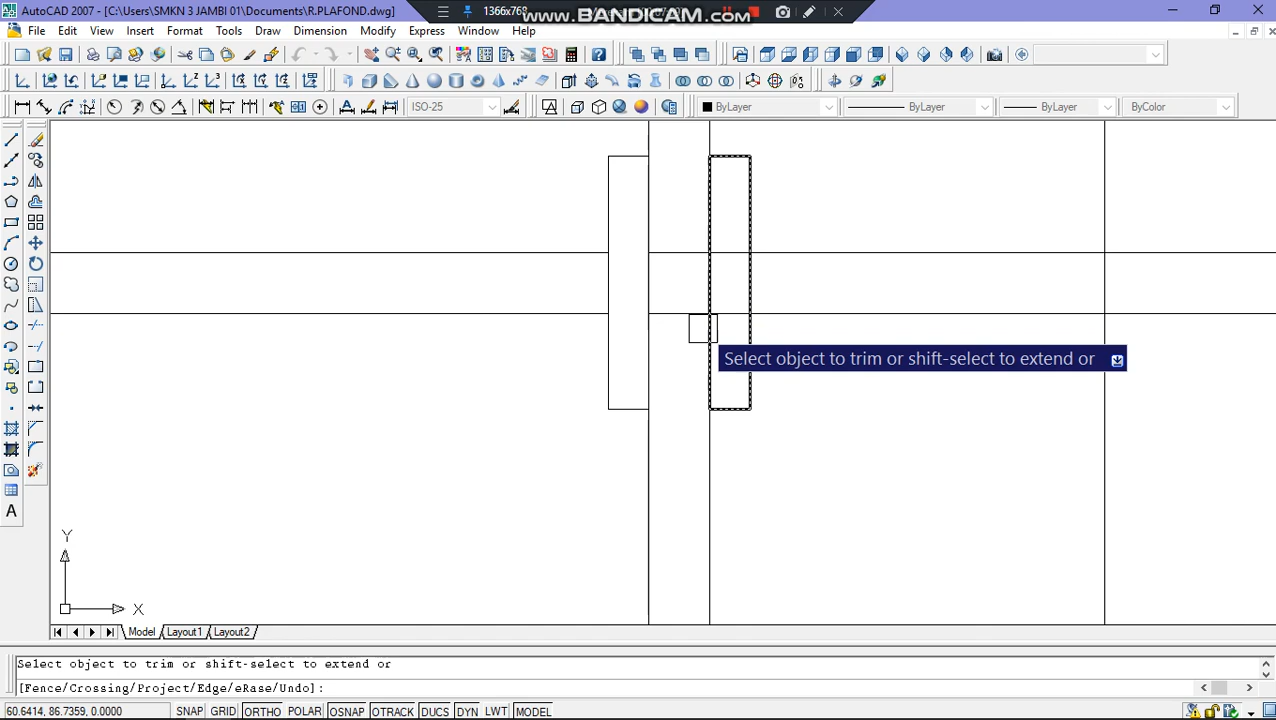 AutoCAD 2007 - [C:\Users\SMKN 3 JAMBI 01\Documents\R.PLAFOND.dwg]
1366x768
www.BANDICAM.com
File Edit View Insert Format Tools Draw Dimension Modify Express Window Help
ISO-25
ByLayer
ByLayer
ByLayer
ByColor
Select object to trim or shift-select to extend or
Y
X
A
Model Layout1 Layout2
Select object to trim or shift-select to extend or
[Fence/Crossing/Project/Edge/eRase/Undo]:
60.6414, 86.7359, 0.0000 SNAP GRID ORTHO POLAR OSNAP OTRACK DUCS DYN LWT MODEL